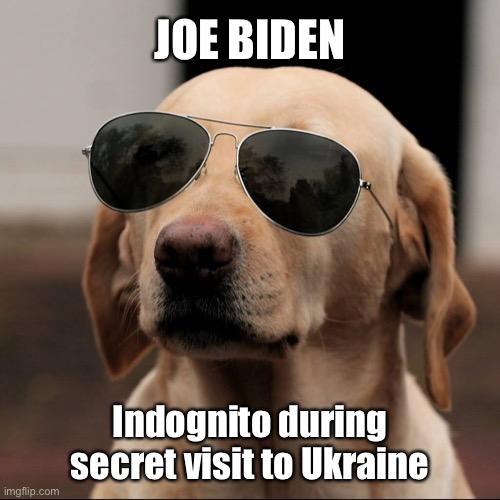 JOE BIDEN
Indognito during
secret visit to Ukraine
imgflip.com